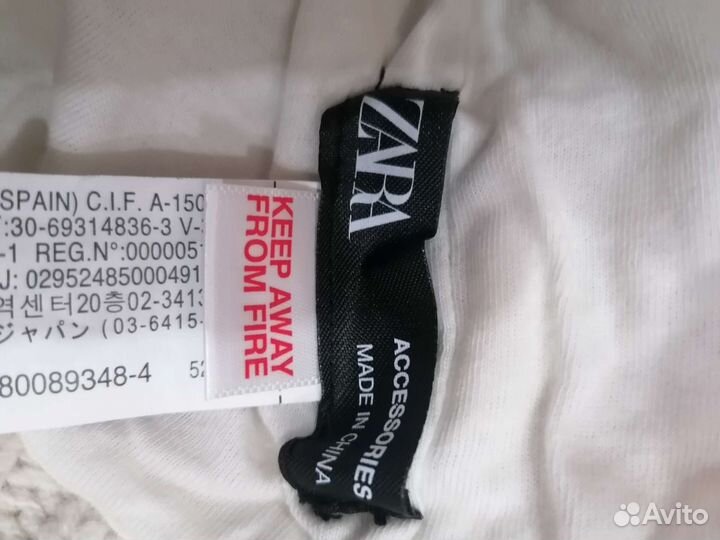 SPAIN) C.I.F. A-150
:30-69314836-3 V-
-1 REG.N°:0000051
J: 02952485000491
역센터20층02-3413
ジャパン (03-6415-
80089348-4 52
KEEP AWAY
FROM FIRE
ZARA
ACCESSORIES
MADE IN CHINA
Avito